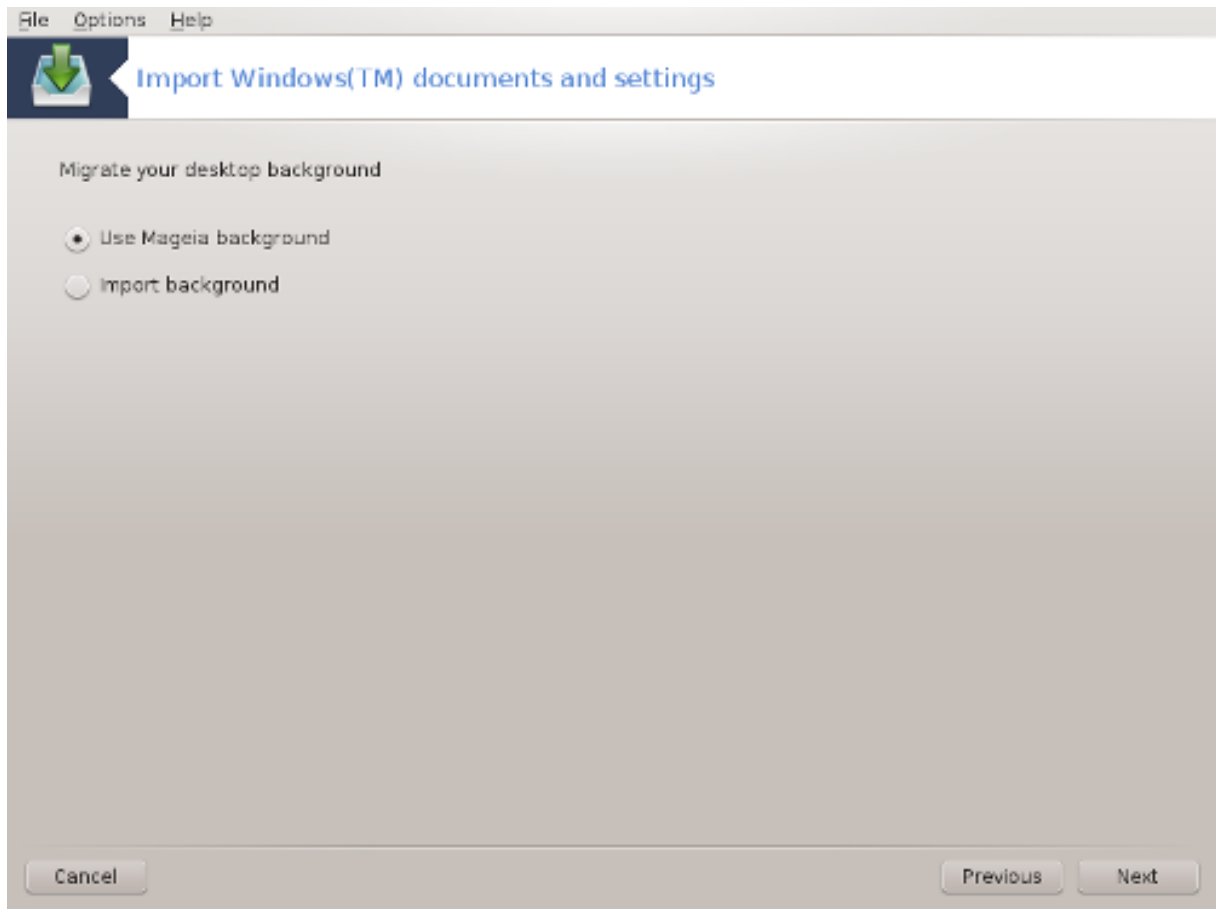 File Options Help
Import Windows(TM) documents and settings
Migrate your desktop background
Use Mageia background
Import background
Cancel Previous Next